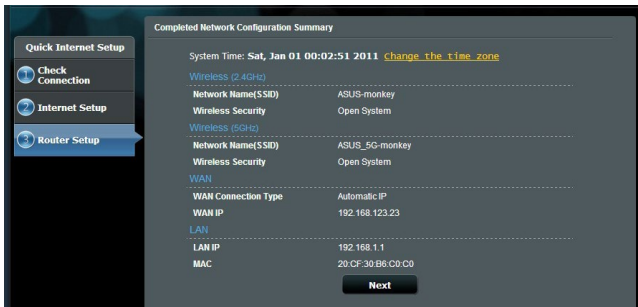 Completed Network Configuration Summary
Quick Internet Setup
1 Check Connection
2 Internet Setup
3 Router Setup
System Time: Sat, Jan 01 00:02:51 2011 Change the time zone
Wireless (2.4GHz)
Network Name(SSID) ASUS-monkey
Wireless Security Open System
Wireless (5GHz)
Network Name(SSID) ASUS_5G-monkey
Wireless Security Open System
WAN
WAN Connection Type Automatic IP
WAN IP 192.168.123.23
LAN
LAN IP 192.168.1.1
MAC 20:CF:30:B6:C0:C0
Next